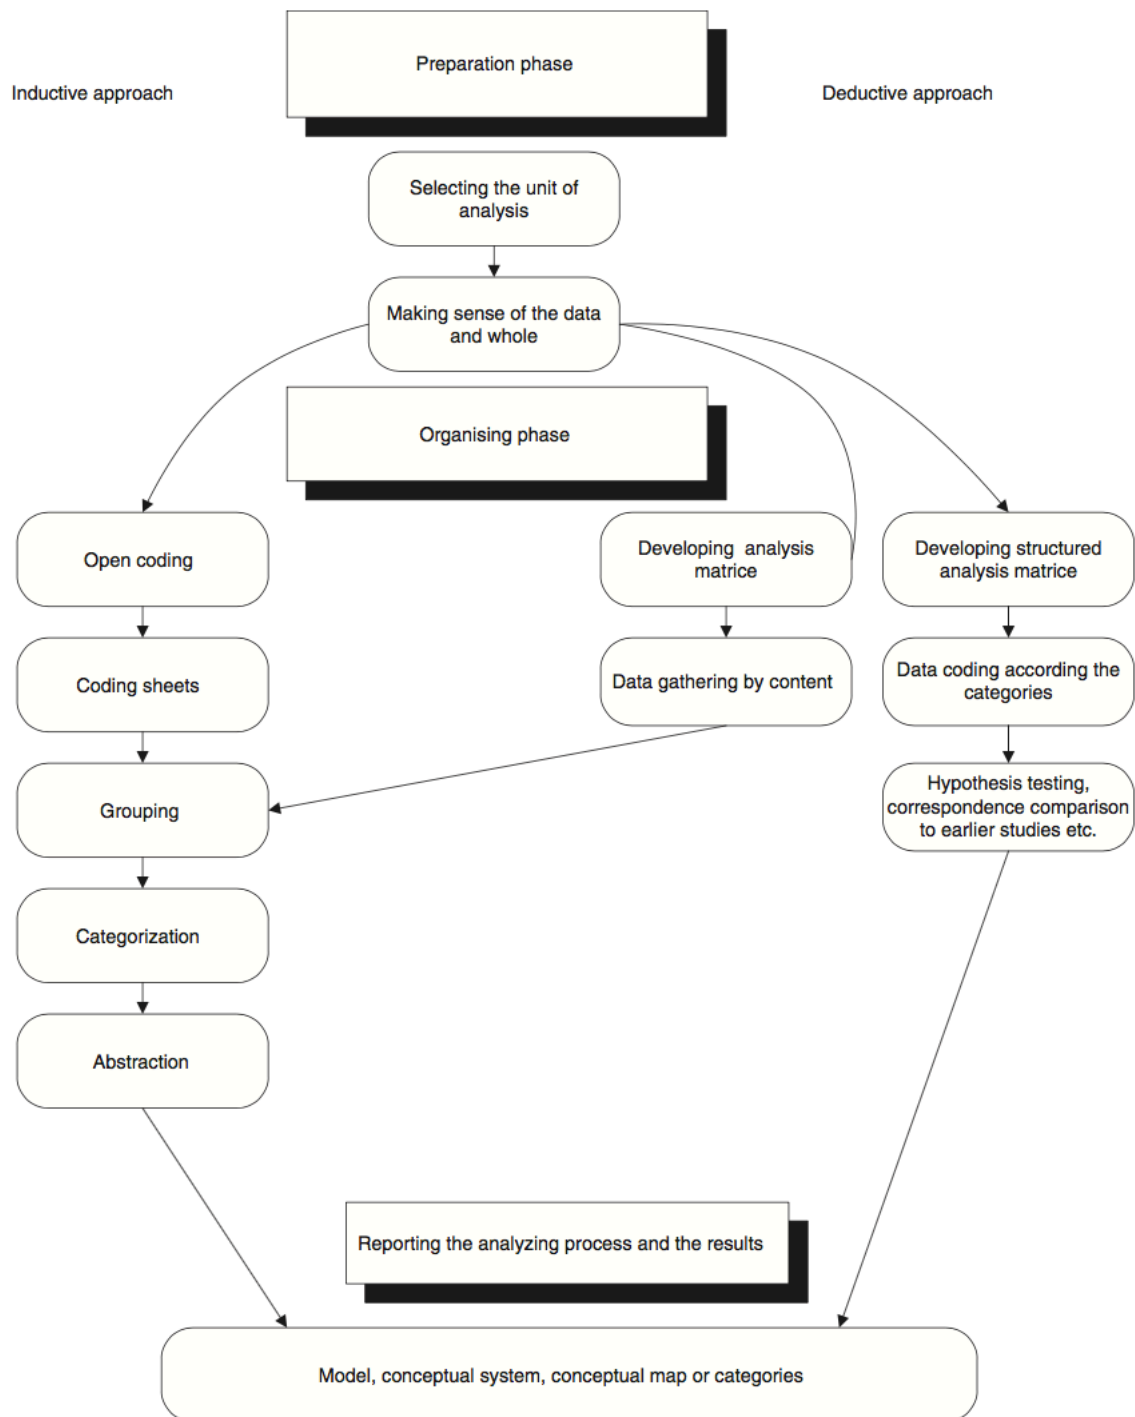 Preparation phase
Inductive approach
Deductive approach
Selecting the unit of
analysis
Making sense of the data
and whole
Organising phase
Open coding
Developing analysis
matrice
Developing structured
analysis matrice
Coding sheets
Data gathering by content
Data coding according the
categories
Grouping
Hypothesis testing,
correspondence comparison
to earlier studies etc.
Categorization
Abstraction
Reporting the analyzing process and the results
Model, conceptual system, conceptual map or categories